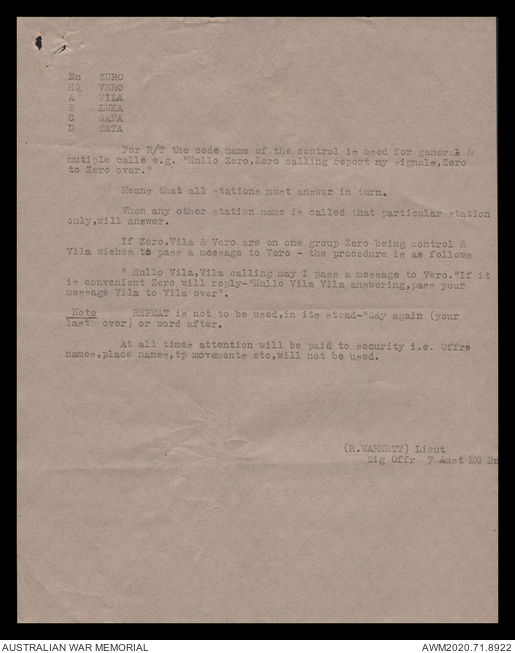 Bn ZURO
HQ VERO
A VILA
B LUKA
C GAFA
D TATA
For R/T the code name of the control is used for general &
mutiple calls e.g. "Hullo Zero,Zero calling report my signals,Zero
to Zero over."
Means that all stations must answer in turn.
When any other station name is called that particular station
only,will answer.
If Zero,Vila & Vero are on one group Zero being control &
Vila wishes to pass a message to Vero - the procedure is as follows
" Hullo Vila,Vila calling may I pass a message to Vero."If it
is convenient Zero will reply-"Hullo Vila Vila answering,pass your
message Vila to Vila over".
Note REPEAT is not to be used,in its stead-"Say again (your
last over) or word after.
At all times attention will be paid to security i.e. Offrs
names,place names,tp movements etc,will not be used.
(R.) Lieut
Sig Offr 7 Aust MG Bn
AUSTRALIAN WAR MEMORIAL
AWM2020.71.8922